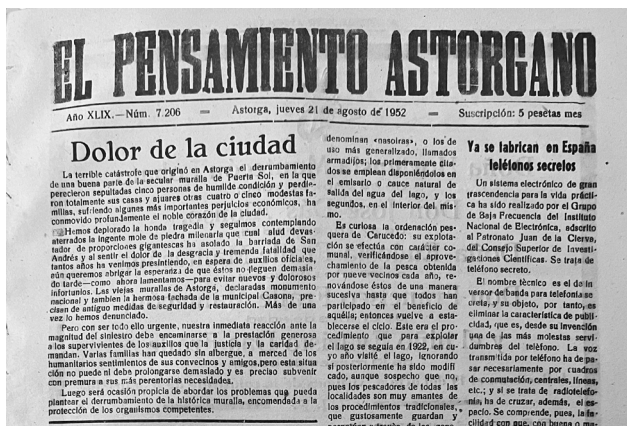 EL PENSAMIENTO ASTORGANO
Año XLIX.—Núm. 7.206 — Astorga, jueves 21 de agosto de 1952 — Suscripción: 5 pesetas mes
Dolor de la ciudad
La terrible catástrofe que originó en Astorga el derrumbamiento
de una buena parte de la secular muralla de Puerta Sol, en la que
perecieron sepultadas cinco personas de humilde condición y perdie-
ron totalmente sus casas y ajuares otras cuatro o cinco modestas fa-
milias, sufriendo algunas más importantes perjuicios económicos, ha
conmovido profundamente el noble corazón de la ciudad.
Hemos deplorado la honda tragedia y seguimos contemplando
aterrados la ingente mole de piedra milenaria que cual alud devas-
tador de proporciones gigantescas ha asolado la barriada de San
Andrés y al sentir el dolor de la desgracia y tremenda fatalidad que
tantos años ha venimos presintiendo, en espera de auxilios oficiales,
aún queremos abrigar la esperanza de que éstos no lleguen demasia-
do tarde—como ahora lamentamos—para evitar nuevos y dolorosos
infortunios. Las viejas murallas de Astorga, declaradas monumento
nacional y tambien la hermosa fachada de la municipal Casona, pre-
cisan de antiguo medidas de seguridad y restauración. Más de una
vez lo hemos denunciado.
Pero con ser todo ello urgente, nuestra inmediata reacción ante la
magnitud del siniestro debe encaminarse a la prestación generosa
a los supervivientes de los auxilios que la justicia y la caridad de-
mandan. Varias familias han quedado sin albergue, a merced de los
humanitarios sentimientos de sus convecinos y amigos,pero esta situa
ción no puede ni debe prolongarse demasiado y es preciso subvenir
con premura a sus más perentorias necesidades.
Luego será ocasión propicia de abordar los problemas que pueda
plantear el derrumbamiento de la histórica muralla, encomendada a la
protección de los organismos competentes.
denominan «nasoiras», o los de
uso más generalizado, llamados
armadijos; los primeramente cita-
dos se emplean disponiéndolos en
el emisario o cauce natural de
salida del agua del lago, y los
segundos, en el interior del mis-
mo.
Es curiosa la ordenación pes-
quera de Carucedo: su explota-
ción se efectúa con carácter co-
munal, verificándose el aprove-
chamiento de la pesca obtenida
por nueve vecinos cada año, re-
novándose éstos de una manera
sucesiva hasta que todos han
participado en el beneficio de
aquélla; entonces vuelve a esta-
blecerse el ciclo. Este era el pro-
cedimiento que para explotar
el lago se seguía en 1922, en cu-
yo año visité el lago, ignorando
si posteriormente ha sido modifi-
cado, aunque sospecho que no,
pues los pescadores de todas las
localidades son muy amantes de
los procedimientos tradicionales,
que gustosamente guardan y
Ya se fabrican en España
teléfonos secretos
Un sistema electrónico de gran
trascendencia para la vida prácti-
ca ha sido realizado por el Grupo
de Baja Frecuencia del Instituto
Nacional de Electrónica, adscrito
al Patronato Juan de la Cierva,
del Consejo Superior de Investi-
gaciones Científicas. Se trata de
teléfono secreto.
El nombre técnico es el de in-
versor de banda para telefonía se
creta, y su objeto, por tanto, es
eliminar la característica de publi-
cidad, que es, desde su invención
una de las más molestas servi-
dumbres del teléfono. La voz
transmitida por teléfono ha de pa-
sar necesariamente por cuadros
de conmutación, centrales, líneas,
etc.; y si se trata de radiotelefo-
nía, ha de cruzar, además, el es-
pacio. Se comprende, pues, la fa-
cilidad con que, con buena o ma-